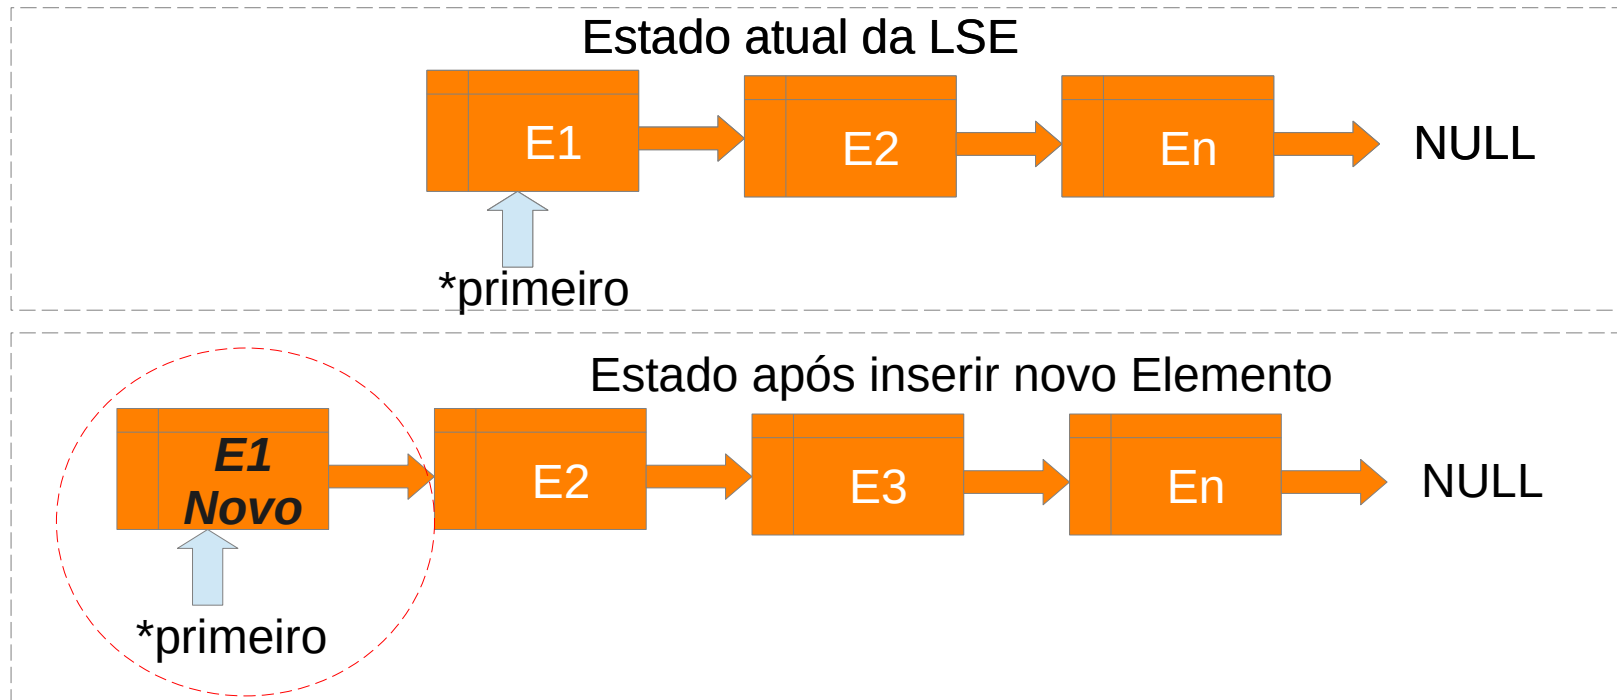 Estado atual da LSE
E1
E2
En
NULL
*primeiro
Estado após inserir novo Elemento
E1
Novo
E2
E3
En
NULL
*primeiro